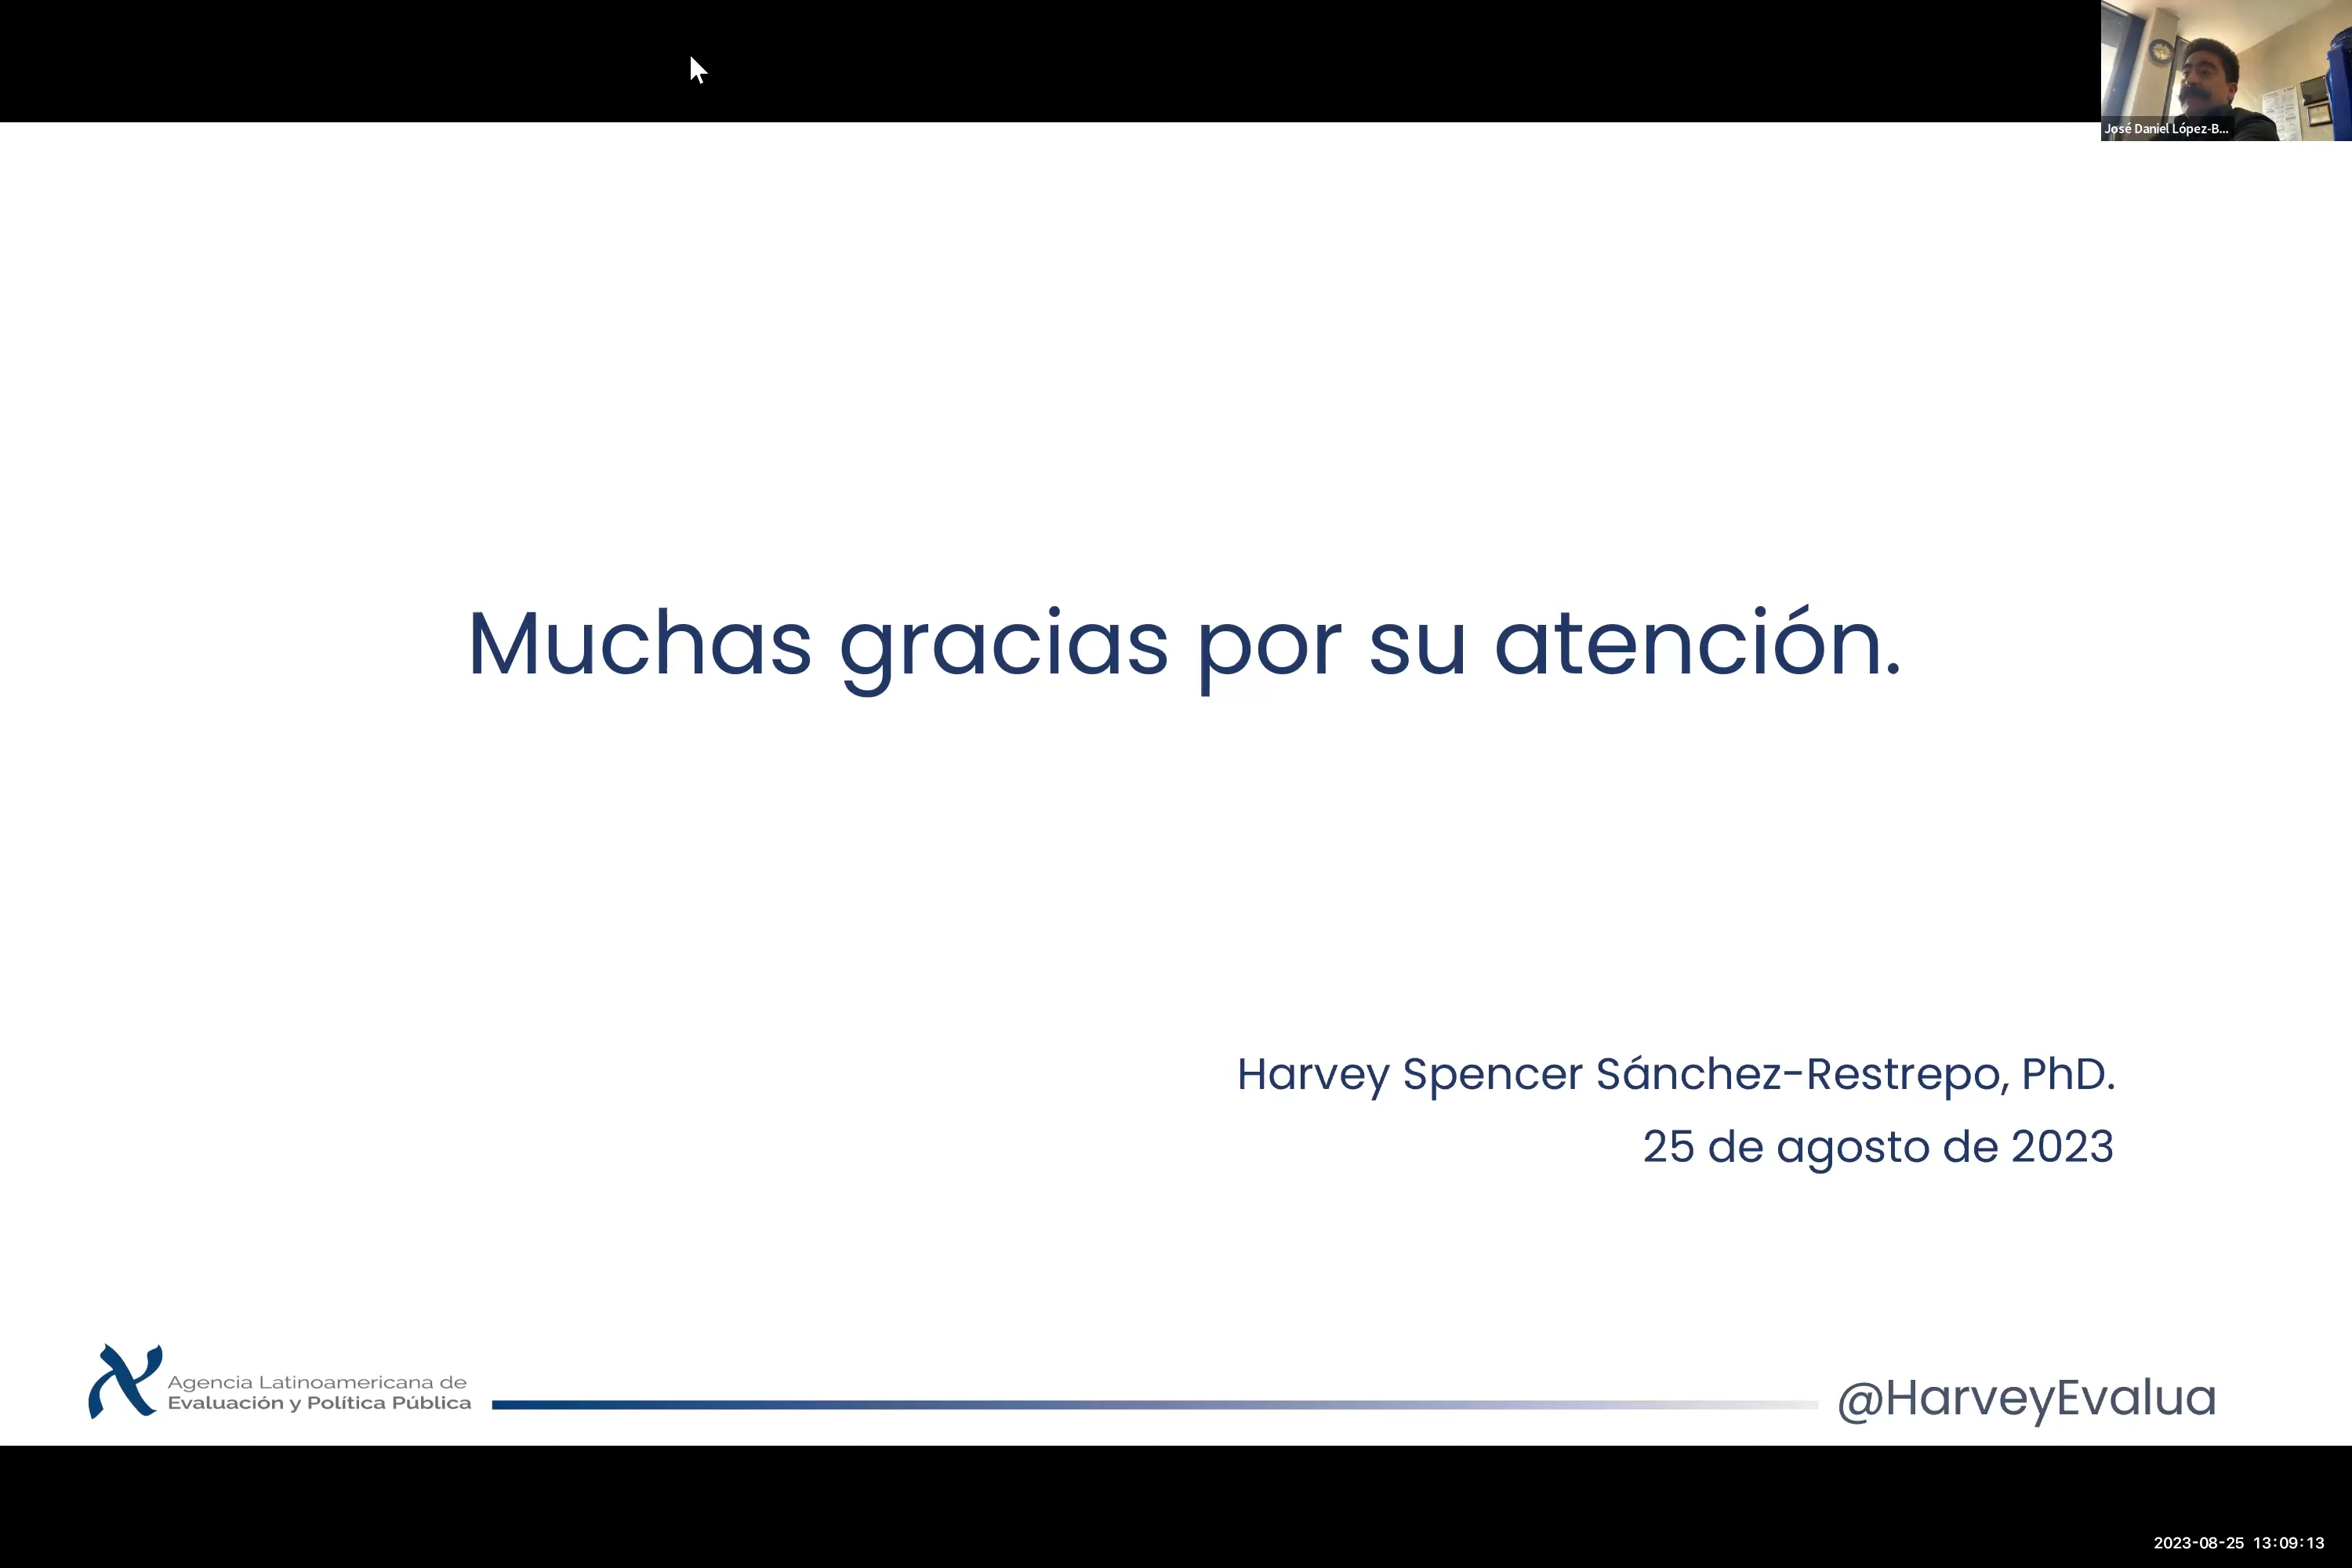 José Daniel López-B...
Muchas gracias por su atención.
Harvey Spencer Sánchez-Restrepo, PhD.
25 de agosto de 2023
Agencia Latinoamericana de
Evaluación y Política Pública
@HarveyEvalua
2023-08-25 13:09:13